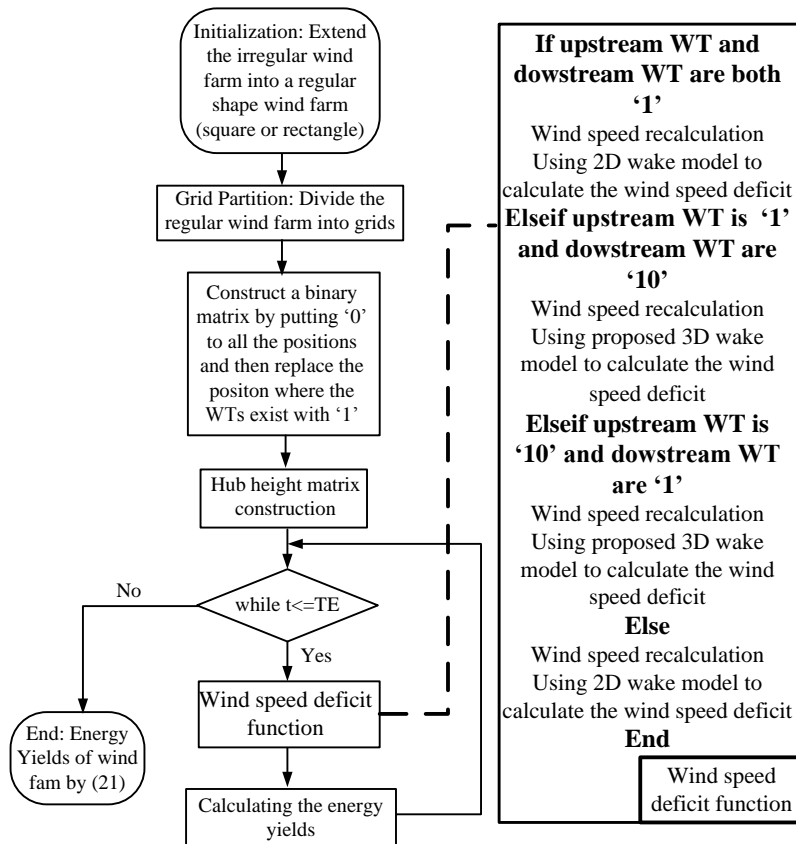 Initialization: Extend
the irregular wind
farm into a regular
shape wind farm
(square or rectangle)
Grid Partition: Divide the
regular wind farm into grids
Construct a binary
matrix by putting ‘0’
to all the positions
and then replace the
positon where the
WTs exist with ‘1’
Hub height matrix
construction
No
while t<=TE
Yes
Wind speed deficit
function
End: Energy
Yields of wind
fam by (21)
Calculating the energy
yields
If upstream WT and
dowstream WT are both
‘1’
Wind speed recalculation
Using 2D wake model to
calculate the wind speed deficit
Elseif upstream WT is ‘1’
and dowstream WT are
‘10’
Wind speed recalculation
Using proposed 3D wake
model to calculate the wind
speed deficit
Elseif upstream WT is
‘10’ and dowstream WT
are ‘1’
Wind speed recalculation
Using proposed 3D wake
model to calculate the wind
speed deficit
Else
Wind speed recalculation
Using 2D wake model to
calculate the wind speed deficit
End
Wind speed
deficit function